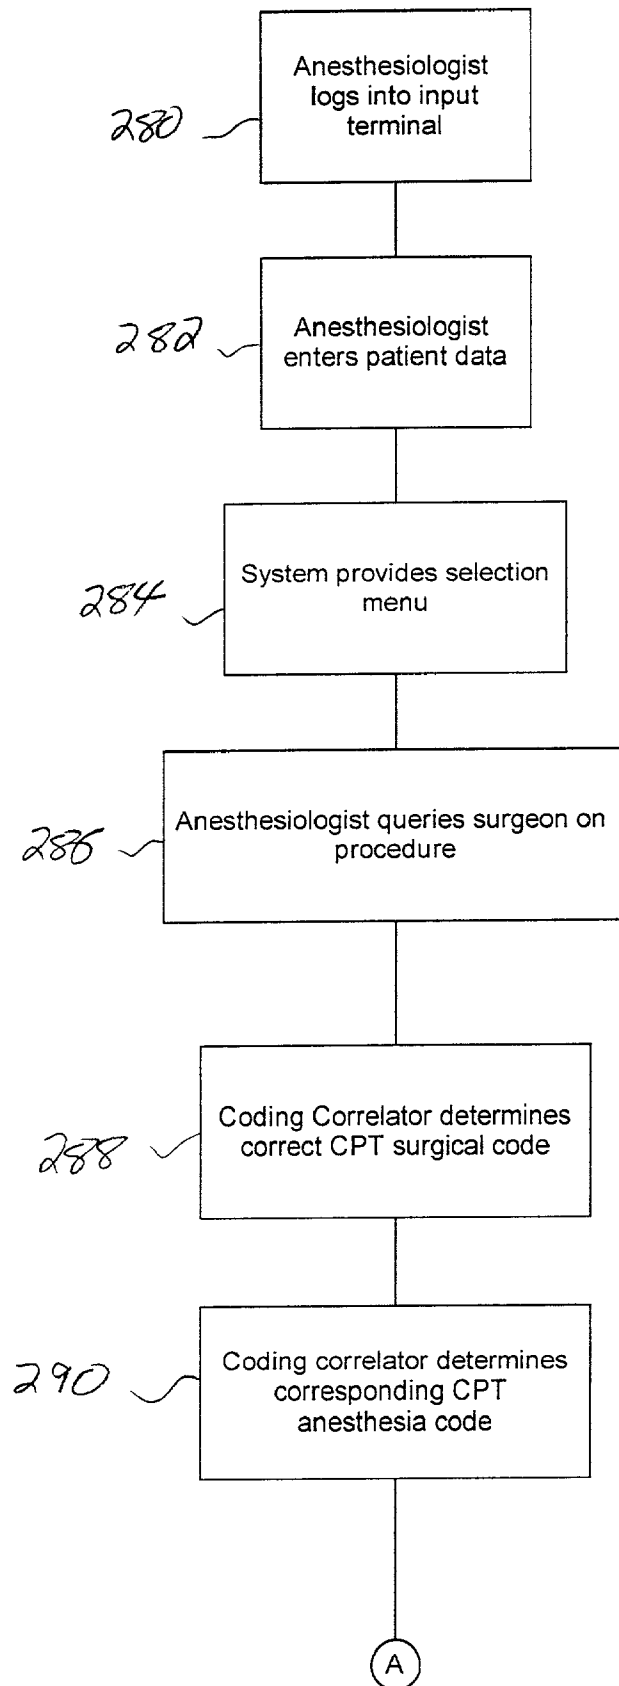 Anesthesiologist
logs into input
terminal
280
Anesthesiologist
enters patient data
282
System provides selection
menu
284
Anesthesiologist queries surgeon on
procedure
286
Coding Correlator determines
correct CPT surgical code
288
Coding correlator determines
corresponding CPT
anesthesia code
290
A